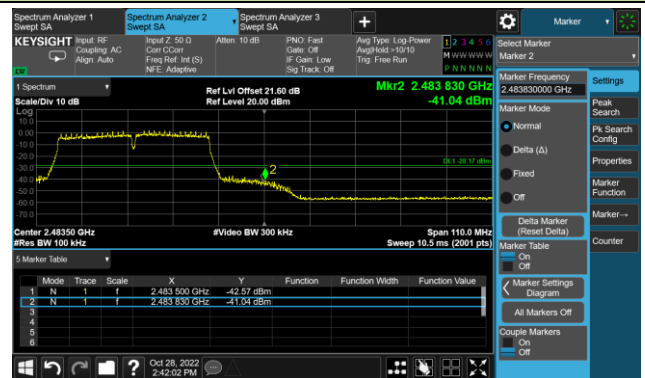 Spectrum Analyzer 1
Swept SA
Spectrum Analyzer 2
Swept SA
Spectrum Analyzer 3
Swept SA
Marker
KEYSIGHT
Input: RF
Coupling: AC
Align: Auto
Input Z: 50 Ω
Corr CCorr
Freq Ref: Int (S)
NFE: Adaptive
Atten: 10 dB
PNO: Fast
Gate: Off
IF Gain: Low
Sig Track: Off
Avg Type: Log-Power
Avg|Hold:>10/10
Trig: Free Run
1 2 3 4 5 6
M W W W W W
P N N N N N
LW
Select Marker
Marker 2
1 Spectrum
Scale/Div 10 dB
Log
Ref Lvl Offset 21.60 dB
Ref Level 20.00 dBm
Mkr2 2.483 830 GHz
-41.04 dBm
10.0
0.00
-10.0
-20.0
-30.0
-40.0
-50.0
-60.0
-70.0
DL1 -28.17 dBm
2
Center 2.48350 GHz
#Res BW 100 kHz
#Video BW 300 kHz
Span 110.0 MHz
Sweep 10.5 ms (2001 pts)
5 Marker Table
Mode Trace Scale X Y Function Function Width Function Value
1 N 1 f 2.483 500 GHz -42.57 dBm
2 N 1 f 2.483 830 GHz -41.04 dBm
3
4
5
6
Marker Frequency
2.483830000 GHz
Marker Mode
Normal
Delta (Δ)
Fixed
Off
Delta Marker
(Reset Delta)
Marker Table
On
Off
Marker Settings
Diagram
All Markers Off
Couple Markers
On
Off
Settings
Peak
Search
Pk Search
Config
Properties
Marker
Function
Marker→
Counter
Oct 28, 2022
2:42:02 PM